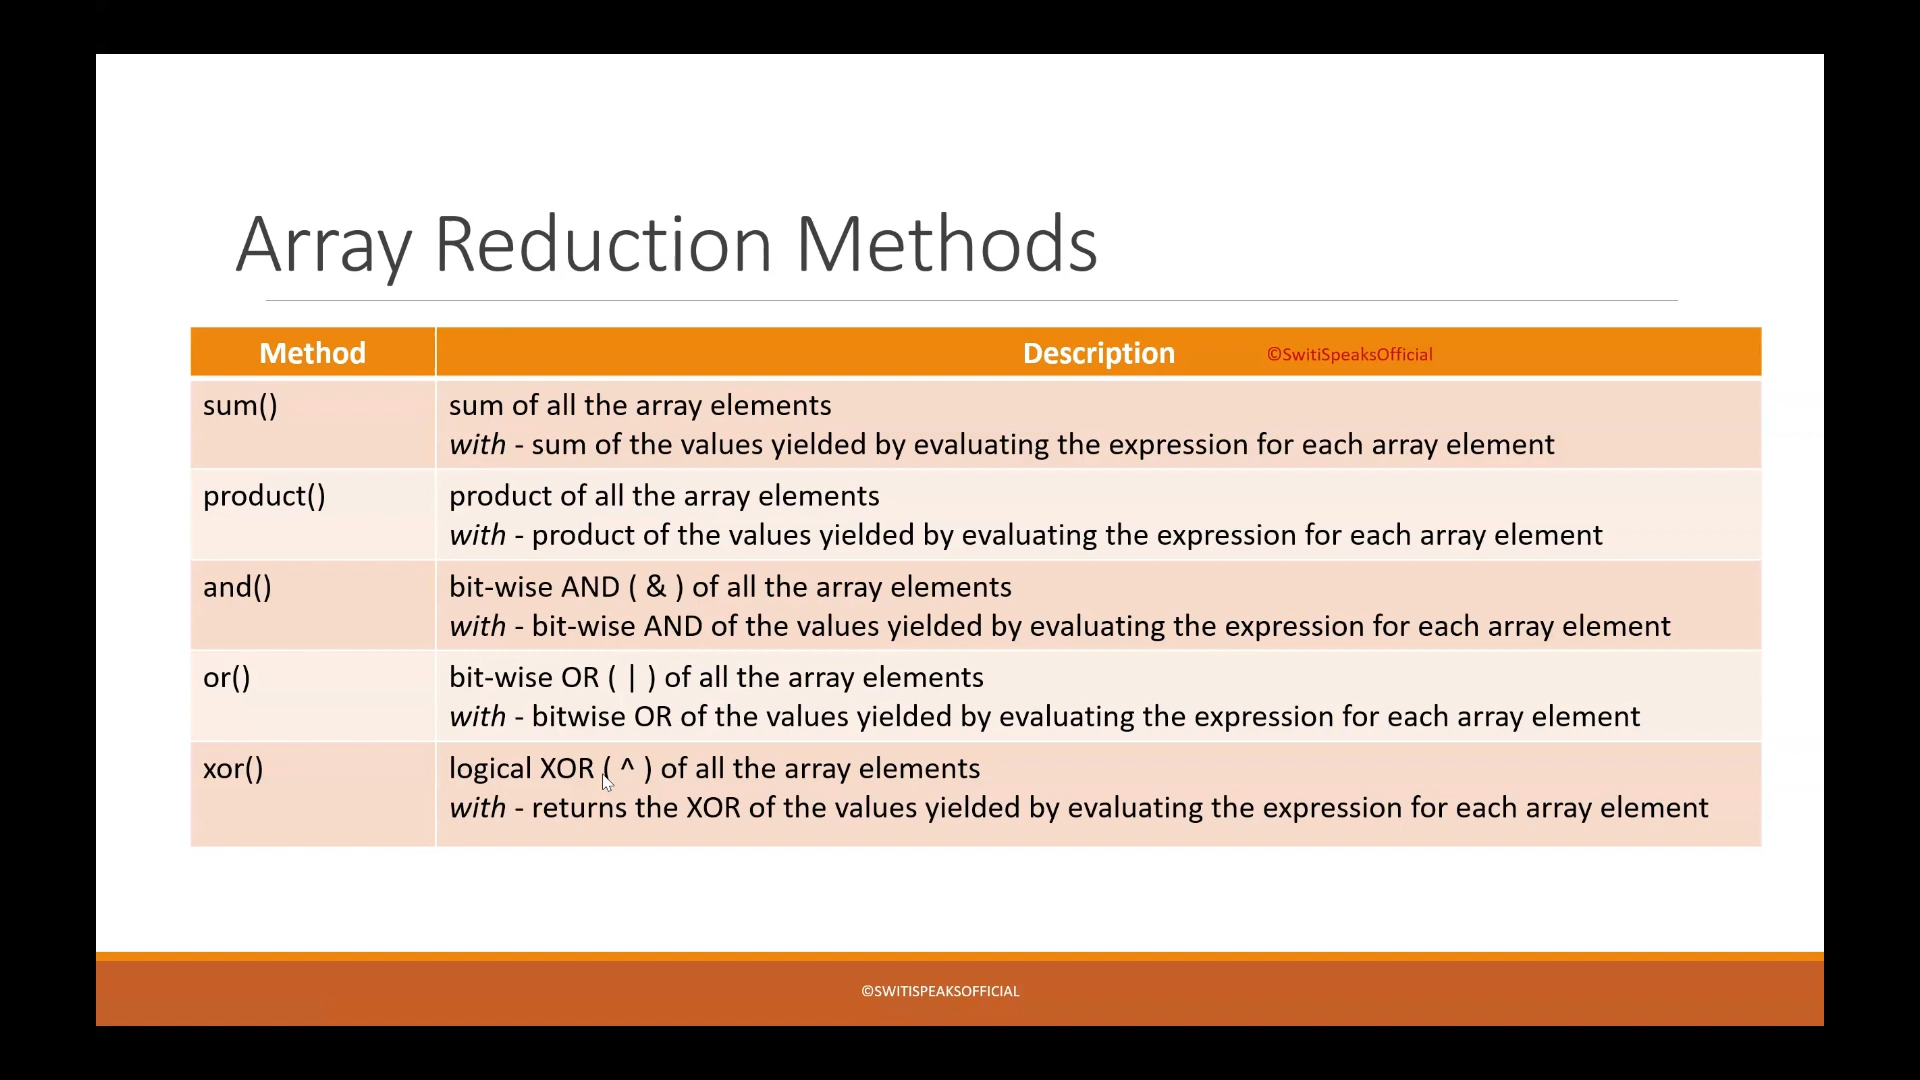 Array Reduction Methods
Method
Description
©SwitiSpeaksOfficial
sum()
sum of all the array elements
with - sum of the values yielded by evaluating the expression for each array element
product()
product of all the array elements
with - product of the values yielded by evaluating the expression for each array element
and()
bit-wise AND ( & ) of all the array elements
with - bit-wise AND of the values yielded by evaluating the expression for each array element
or()
bit-wise OR ( | ) of all the array elements
with - bitwise OR of the values yielded by evaluating the expression for each array element
xor()
logical XOR ( ^ ) of all the array elements
with - returns the XOR of the values yielded by evaluating the expression for each array element
©SWITISPEAKSOFFICIAL